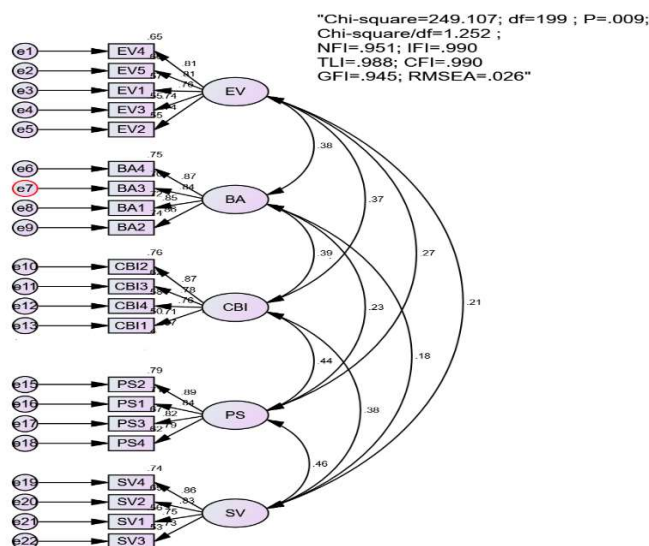 "Chi-square=249.107; df=199 ; P=.009;
Chi-square/df=1.252 ;
NFI=.951; IFI=.990
TLI=.988; CFI=.990
GFI=.945; RMSEA=.026"
.65
e1 EV4
.81
e2 EV5
.81
e3 EV1
.76
EV
e4 EV3
.74
e5 EV2
.55
.38
.75
e6 BA4
.87
e7 BA3
.84
e8 BA1
.85
BA
e9 BA2
.37
.39
.27
.76
e10 CBI2
.87
e11 CBI3
.78
e12 CBI4
.76
CBI
e13 CBI1
.71
.23
.21
.44
.18
.79
e15 PS2
.89
e16 PS1
.84
e17 PS3
.82
PS
e18 PS4
.79
.38
.46
.74
e19 SV4
.86
e20 SV2
.83
e21 SV1
.75
SV
e22 SV3
.73
.53